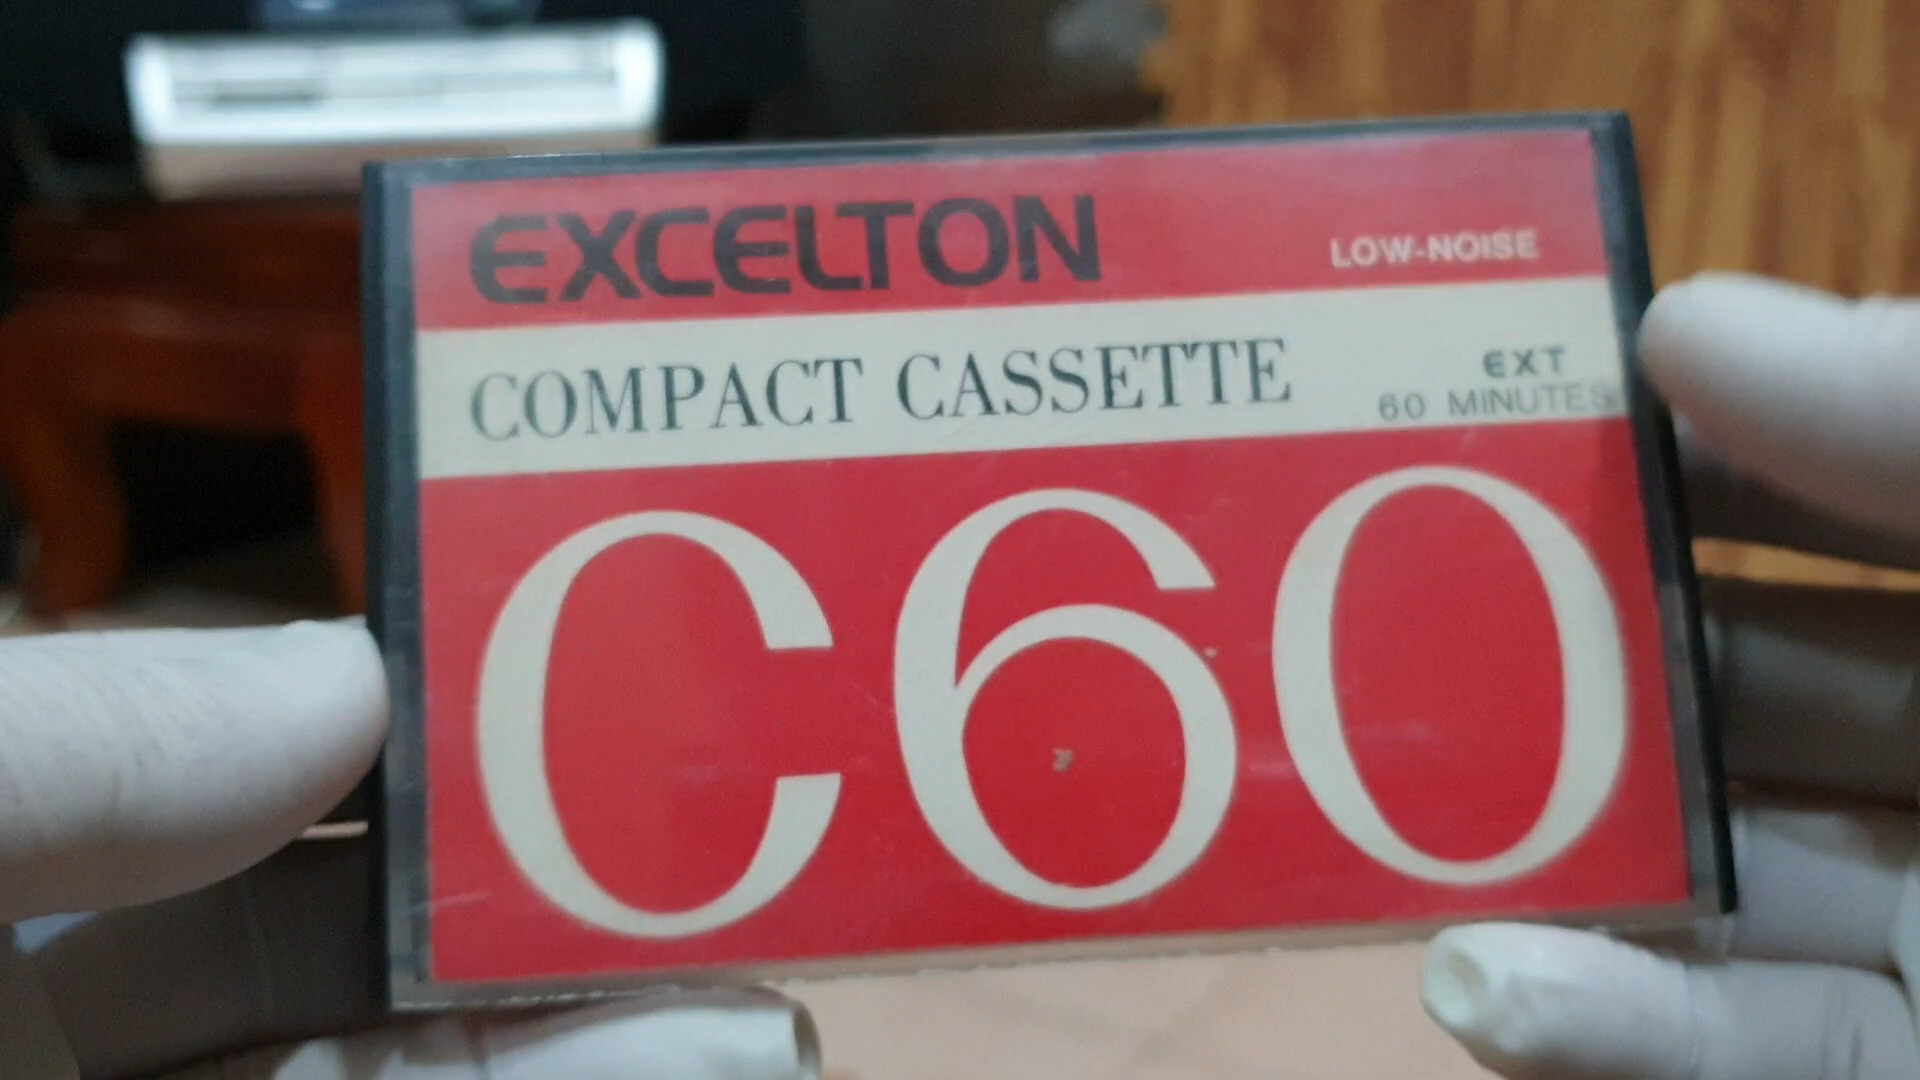 EXCELTON
LOW-NOISE
COMPACT CASSETTE
EXT
60 MINUTES
C60